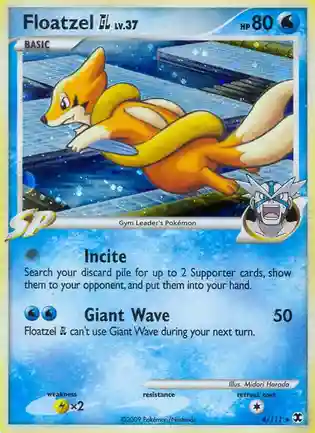 Floatzel GL LV.37 HP 80
BASIC
Gym Leader's Pokémon
SP
Incite
Search your discard pile for up to 2 Supporter cards, show
them to your opponent, and put them into your hand.
Giant Wave 50
Floatzel GL can't use Giant Wave during your next turn.
Illus. Midori Harada
weakness resistance retreat cost
×2
©2009 Pokémon/Nintendo
4/111